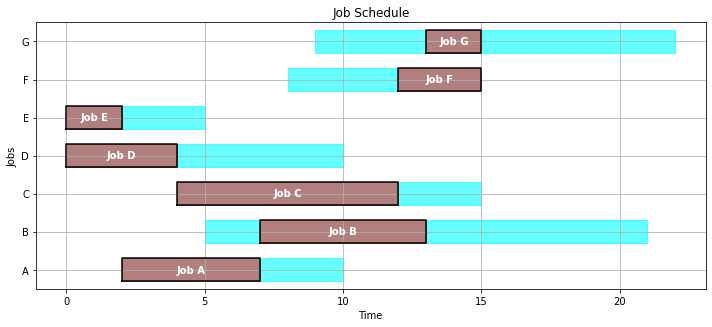 Job Schedule
G
Job G
F
Job F
E
Job E
D
Job D
C
Job C
B
Job B
A
Job A
Jobs
0 5 10 15 20
Time